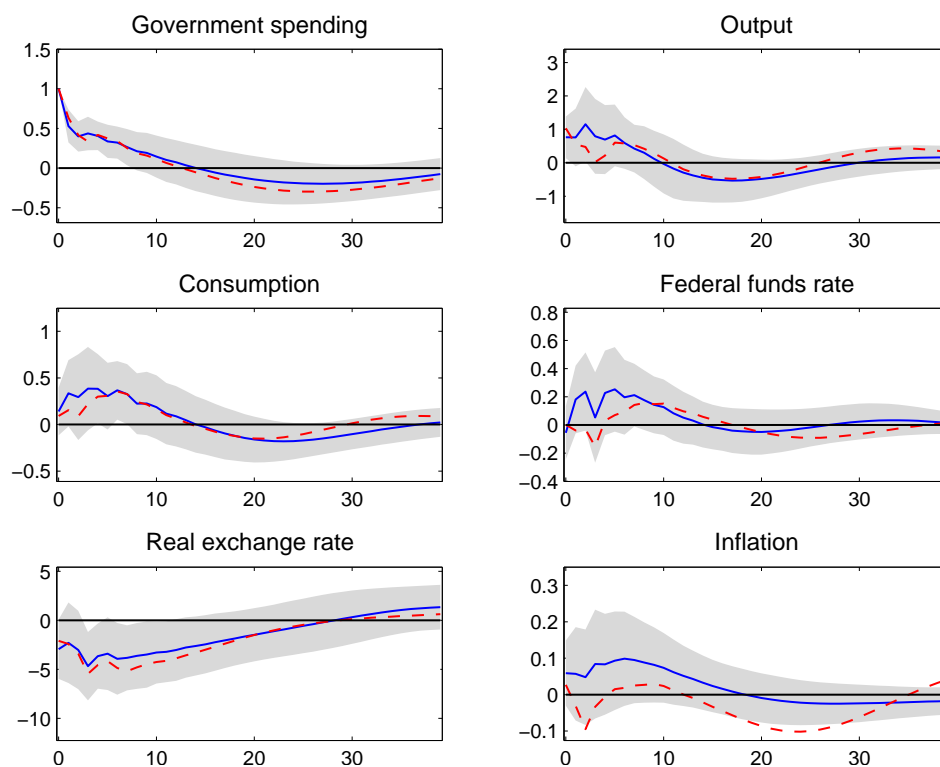 Government spending
1.5
1
0.5
0
−0.5
0 10 20 30
Output
3
2
1
0
−1
0 10 20 30
Consumption
1
0.5
0
−0.5
0 10 20 30
Federal funds rate
0.8
0.6
0.4
0.2
0
−0.2
−0.4
0 10 20 30
Real exchange rate
5
0
−5
−10
0 10 20 30
Inflation
0.3
0.2
0.1
0
−0.1
0 10 20 30